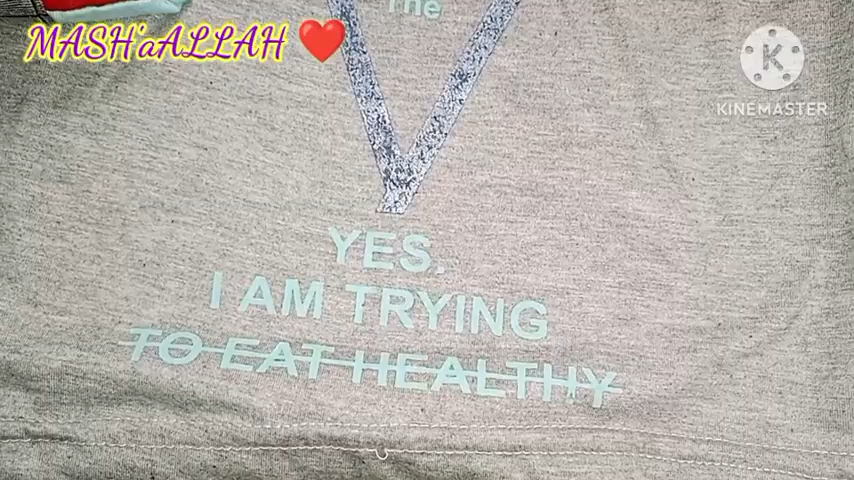 The
MASH'aALLAH ❤️
KINEMASTER
YES.
I AM TRYING
TO EAT HEALTHY